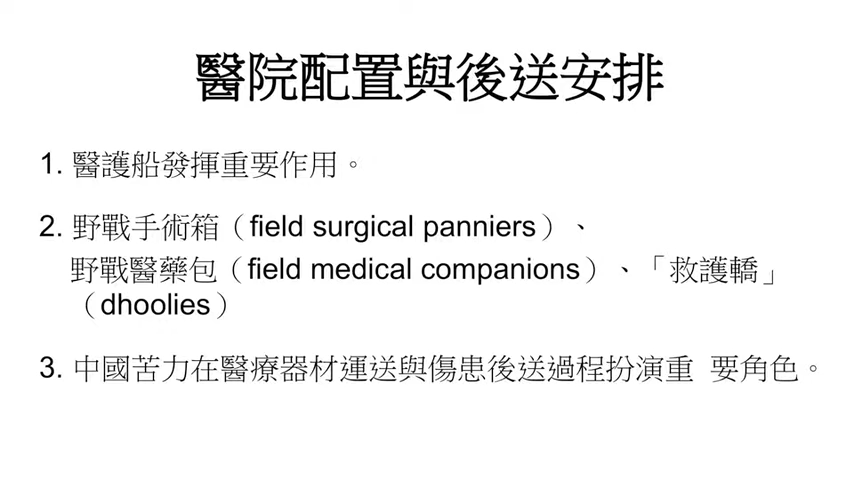 醫院配置與後送安排
1. 醫護船發揮重要作用。
2. 野戰手術箱（field surgical panniers）、
野戰醫藥包（field medical companions）、「救護轎」
（dhoolies）
3. 中國苦力在醫療器材運送與傷患後送過程扮演重 要角色。